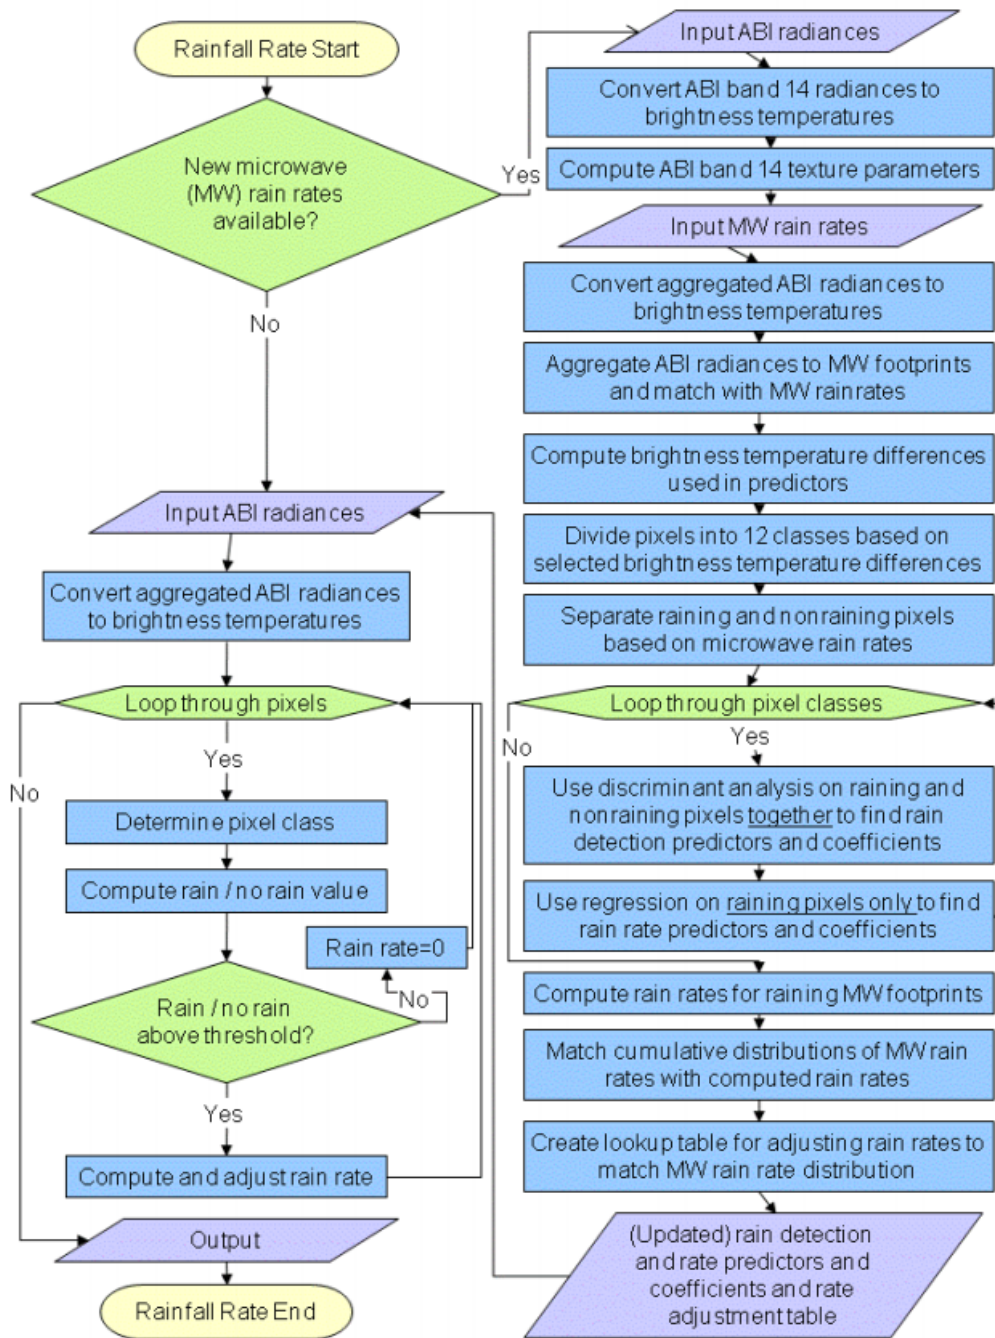 Rainfall Rate Start
New microwave
(MW) rain rates
available?
Yes
No
Input ABI radiances
Convert aggregated ABI radiances
to brightness temperatures
Loop through pixels
Yes
No
Determine pixel class
Compute rain / no rain value
Rain rate=0
No
Rain / no rain
above threshold?
Yes
Compute and adjust rain rate
Output
Rainfall Rate End
Input ABI radiances
Convert ABI band 14 radiances to
brightness temperatures
Compute ABI band 14 texture parameters
Input MW rain rates
Convert aggregated ABI radiances to
brightness temperatures
Aggregate ABI radiances to MW footprints
and match with MW rain rates
Compute brightness temperature differences
used in predictors
Divide pixels into 12 classes based on
selected brightness temperature differences
Separate raining and nonraining pixels
based on microwave rain rates
Loop through pixel classes
No
Yes
Use discriminant analysis on raining and
nonraining pixels together to find rain
detection predictors and coefficients
Use regression on raining pixels only to find
rain rate predictors and coefficients
Compute rain rates for raining MW footprints
Match cumulative distributions of MW rain
rates with computed rain rates
Create lookup table for adjusting rain rates to
match MW rain rate distribution
(Updated) rain detection
and rate predictors and
coefficients and rate
adjustment table